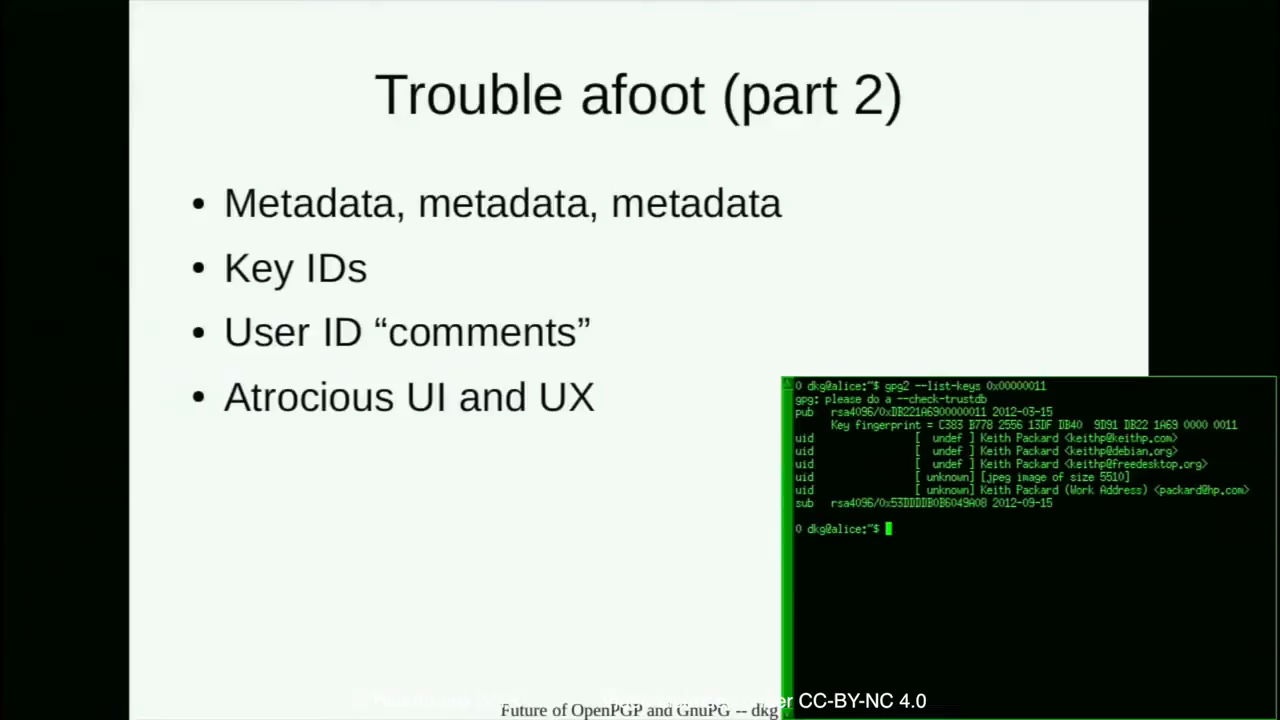 Trouble afoot (part 2)
• Metadata, metadata, metadata
• Key IDs
• User ID “comments”
• Atrocious UI and UX
0 dkg@alice:~$ gpg2 --list-keys 0x00000011
gpg: please do a --check-trustdb
pub rsa4096/0xDB221A6900000011 2012-03-15
Key fingerprint = C383 B778 2556 13DF DB40 9D91 DB22 1A69 0000 0011
uid [ undef ] Keith Packard <keithp@keithp.com>
uid [ undef ] Keith Packard <keithp@debian.org>
uid [ undef ] Keith Packard <keithp@freedesktop.org>
uid [ unknown] [jpeg image of size 5510]
uid [ unknown] Keith Packard (Work Address) <packard@hp.com>
sub rsa4096/0x53DDDDB0B6049A08 2012-09-15
0 dkg@alice:~$
CC-BY-NC 4.0
Future of OpenPGP and GnuPG -- dkg